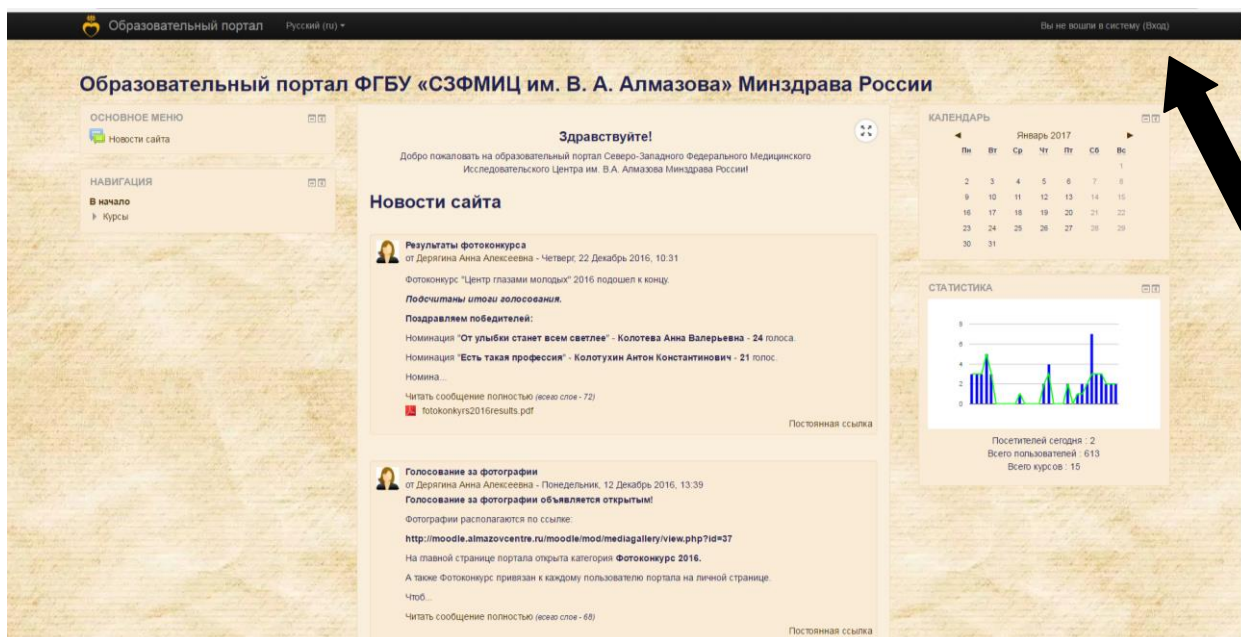 Образовательный портал
Русский (ru)
Вы не вошли в систему (Вход)
Образовательный портал ФГБУ «СЗФМИЦ им. В. А. Алмазова» Минздрава России
ОСНОВНОЕ МЕНЮ
Новости сайта
НАВИГАЦИЯ
В начало
Курсы
Здравствуйте!
Добро пожаловать на образовательный портал Северо-Западного Федерального Медицинского
Исследовательского Центра им. В.А. Алмазова Минздрава России!
Новости сайта
Результаты фотоконкурса
от Дерягина Анна Алексеевна - Четверг, 22 Декабрь 2016, 10:31
Фотоконкурс "Центр глазами молодых" 2016 подошел к концу.
Подсчитаны итоги голосования.
Поздравляем победителей:
Номинация "От улыбки станет всем светлее" - Колотева Анна Валерьевна - 24 голоса.
Номинация "Есть такая профессия" - Колотухин Антон Константинович - 21 голос.
Номина...
Читать сообщение полностью (всего слов - 72)
fotokonkyrs2016results.pdf
Постоянная ссылка
Голосование за фотографии
от Дерягина Анна Алексеевна - Понедельник, 12 Декабрь 2016, 13:39
Голосование за фотографии объявляется открытым!
Фотографии располагаются по ссылке:
http://moodle.almazovcentre.ru/moodle/mod/mediagallery/view.php?id=37
На главной странице портала открыта категория Фотоконкурс 2016.
А также Фотоконкурс привязан к каждому пользователю портала на личной странице.
Чтоб...
Читать сообщение полностью (всего слов - 68)
Постоянная ссылка
КАЛЕНДАРЬ
Январь 2017
Пн Вт Ср Чт Пт Сб Вс
1
2 3 4 5 6 7 8
9 10 11 12 13 14 15
16 17 18 19 20 21 22
23 24 25 26 27 28 29
30 31
СТАТИСТИКА
8
6
4
2
0
Посетителей сегодня : 2
Всего пользователей : 613
Всего курсов : 15